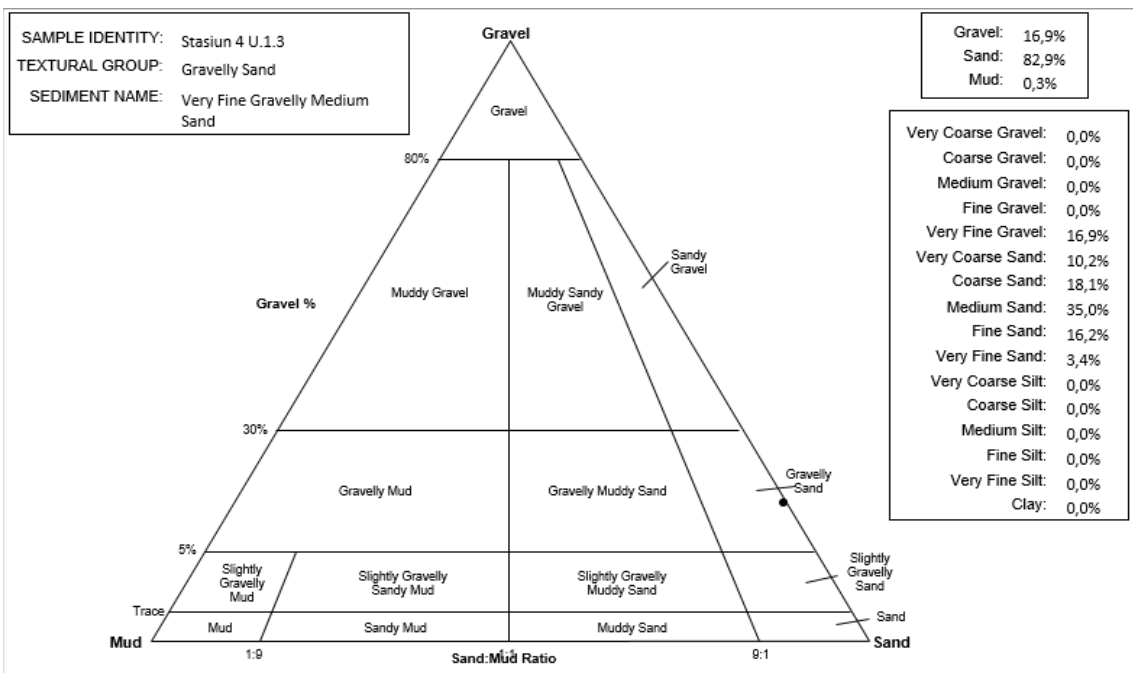 SAMPLE IDENTITY: Stasiun 4 U.1.3
TEXTURAL GROUP: Gravelly Sand
SEDIMENT NAME: Very Fine Gravelly Medium
Sand
Gravel: 16,9%
Sand: 82,9%
Mud: 0,3%
Very Coarse Gravel: 0,0%
Coarse Gravel: 0,0%
Medium Gravel: 0,0%
Fine Gravel: 0,0%
Very Fine Gravel: 16,9%
Very Coarse Sand: 10,2%
Coarse Sand: 18,1%
Medium Sand: 35,0%
Fine Sand: 16,2%
Very Fine Sand: 3,4%
Very Coarse Silt: 0,0%
Coarse Silt: 0,0%
Medium Silt: 0,0%
Fine Silt: 0,0%
Very Fine Silt: 0,0%
Clay: 0,0%
Gravel
Gravel
80%
Sandy
Gravel
Muddy Gravel
Muddy Sandy
Gravel
Gravel %
30%
Gravelly Mud
Gravelly Muddy Sand
Gravelly
Sand
5%
Slightly
Gravelly
Mud
Slightly Gravelly
Sandy Mud
Slightly Gravelly
Muddy Sand
Slightly
Gravelly
Sand
Trace
Mud
Sandy Mud
Muddy Sand
Sand
Mud
Sand
1:9
1:1
9:1
Sand:Mud Ratio